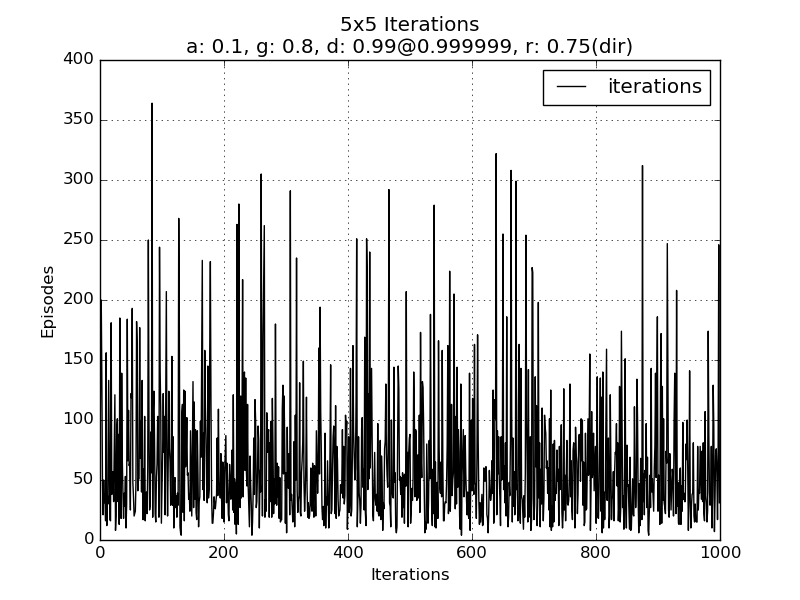 5x5 Iterations
a: 0.1, g: 0.8, d: 0.99@0.999999, r: 0.75(dir)
iterations
400
350
300
250
200
150
100
50
0
Episodes
0 200 400 600 800 1000
Iterations